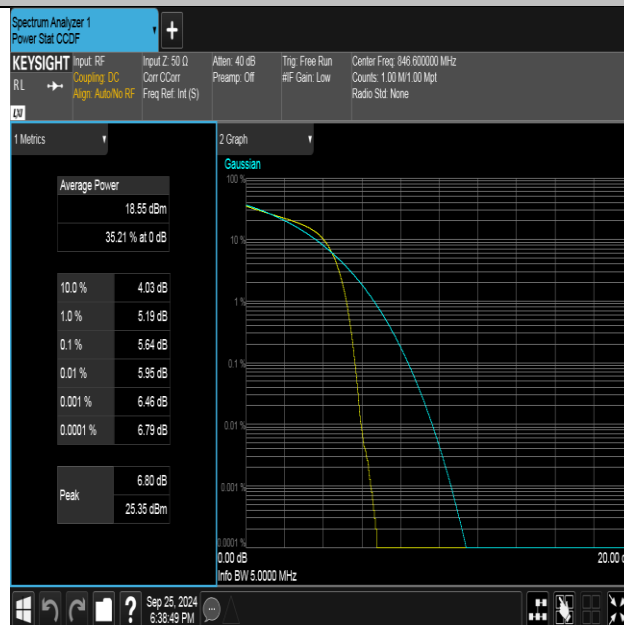 Spectrum Analyzer 1
Power Stat CCDF
+
KEYSIGHT
RL
LXI
Input: RF
Coupling: DC
Align: Auto/No RF
Input Z: 50 Ω
Corr CCorr
Freq Ref: Int (S)
Atten: 40 dB
Preamp: Off
Trig: Free Run
#IF Gain: Low
Center Freq: 846.600000 MHz
Counts: 1.00 M/1.00 Mpt
Radio Std: None
1 Metrics
Average Power
18.55 dBm
35.21 % at 0 dB
10.0 % 4.03 dB
1.0 % 5.19 dB
0.1 % 5.64 dB
0.01 % 5.95 dB
0.001 % 6.46 dB
0.0001 % 6.79 dB
Peak
6.80 dB
25.35 dBm
2 Graph
Gaussian
100 %
10 %
1 %
0.1 %
0.01 %
0.001 %
0.0001 %
0.00 dB
20.00
Info BW 5.0000 MHz
?
Sep 25, 2024
6:38:49 PM